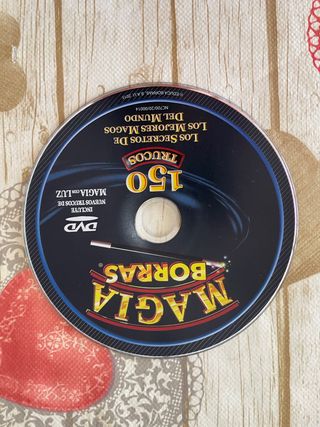 MAGIA
BORRAS®
DVD
INCLUYE
NUEVOS TRUCOS DE
MAGIA CON LUZ
150
TRUCOS
LOS SECRETOS DE
LOS MEJORES MAGOS
DEL MUNDO